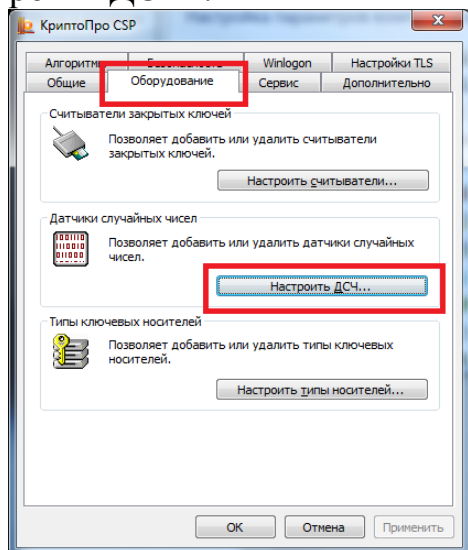 КриптоПро CSP
Winlogon
Настройки TLS
Общие
Оборудование
Сервис
Дополнительно
Считыватели закрытых ключей
Позволяет добавить или удалить считыватели
закрытых ключей.
Настроить считыватели...
Датчики случайных чисел
Позволяет добавить или удалить датчики случайных
чисел.
Настроить ДСЧ...
Типы ключевых носителей
Позволяет добавить или удалить типы ключевых
носителей.
Настроить типы носителей...
ОК
Отмена
Применить